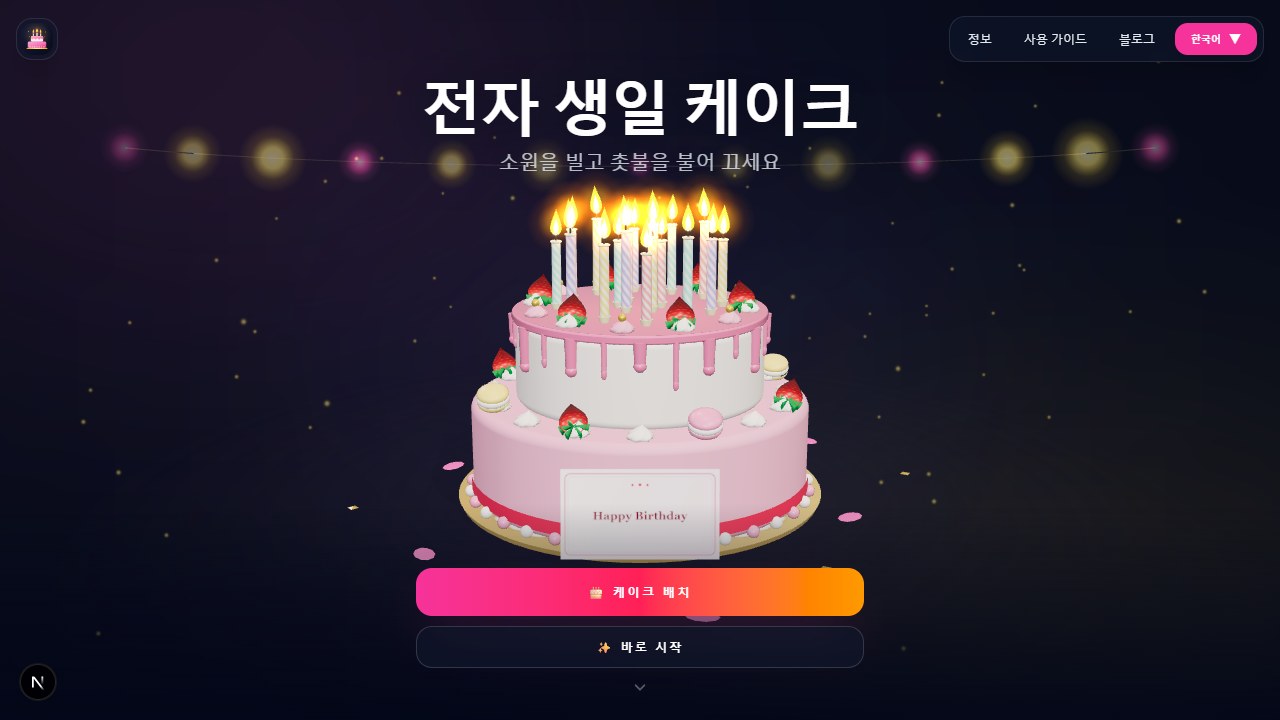 정보
사용 가이드
블로그
한국어 ▼
전자 생일 케이크
소원을 빌고 촛불을 불어 끄세요
Happy Birthday
🎂 케이크 배치
✨ 바로 시작
N